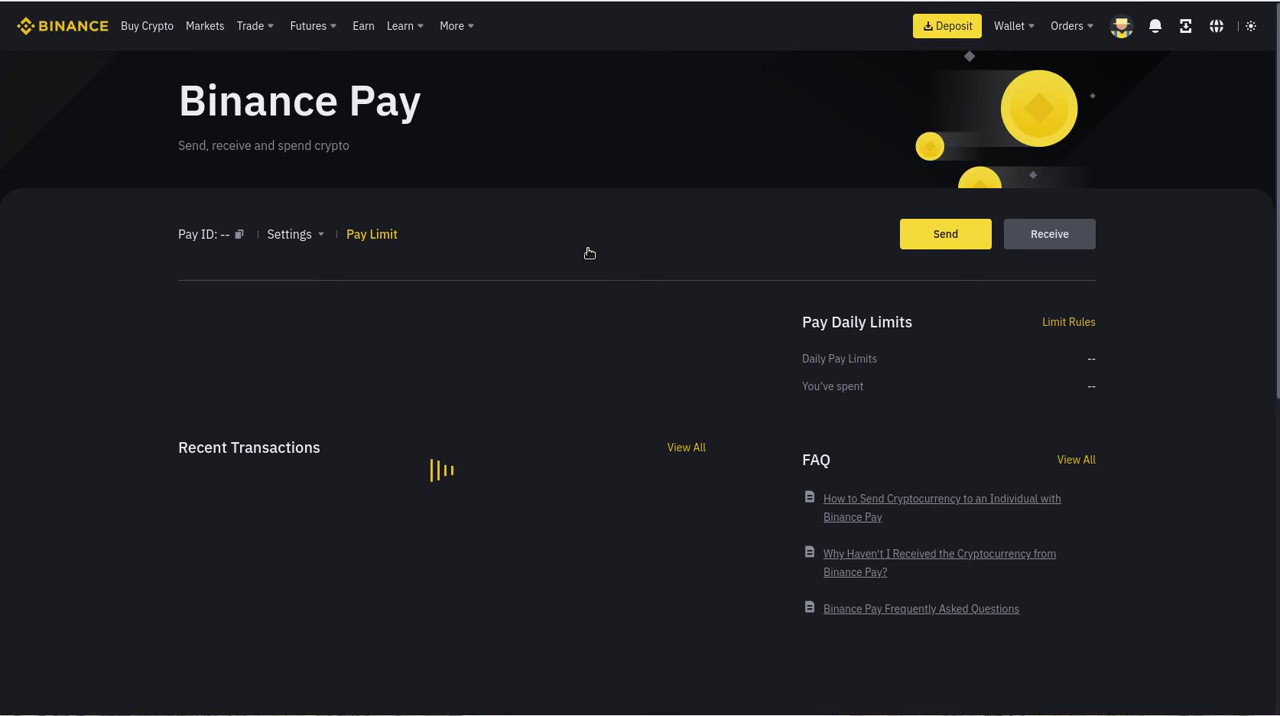 BINANCE Buy Crypto Markets Trade Futures Earn Learn More Deposit Wallet Orders
Binance Pay
Send, receive and spend crypto
Pay ID: -- Settings Pay Limit Send Receive
Pay Daily Limits Limit Rules
Daily Pay Limits --
You've spent --
Recent Transactions View All
FAQ View All
How to Send Cryptocurrency to an Individual with
Binance Pay
Why Haven't I Received the Cryptocurrency from
Binance Pay?
Binance Pay Frequently Asked Questions